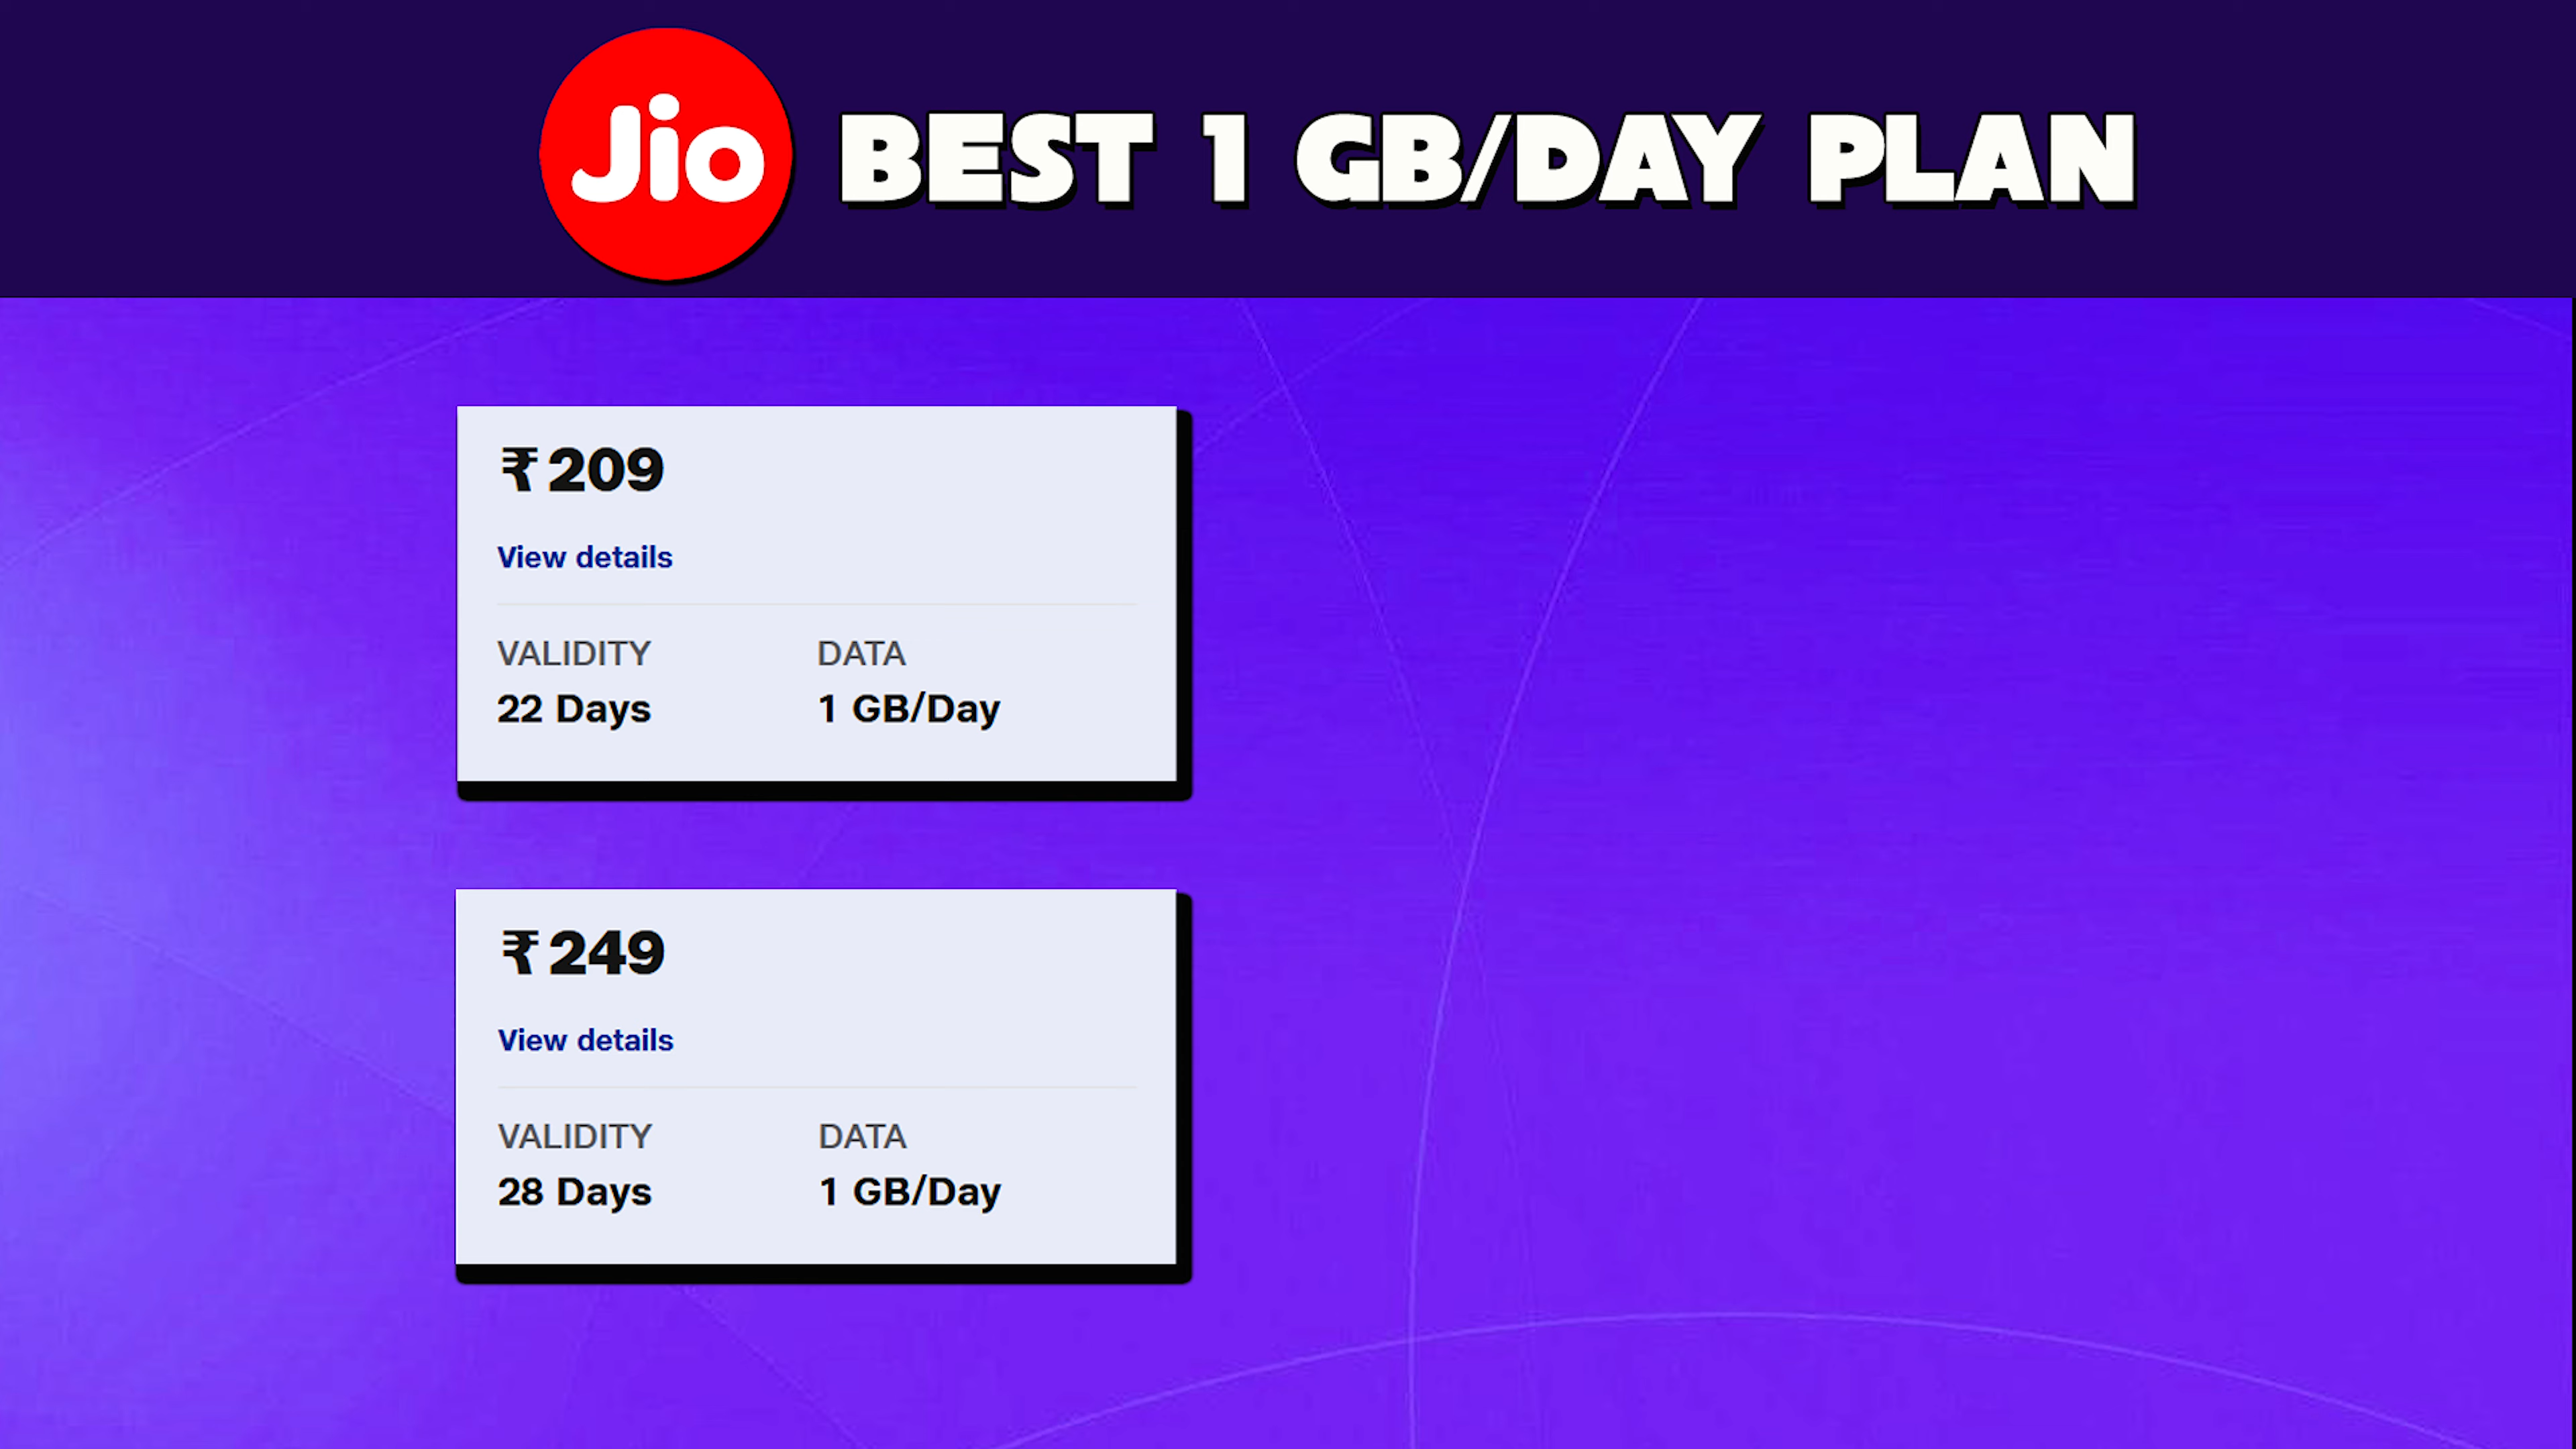 Jio BEST 1 GB/DAY PLAN
₹209
View details
VALIDITY DATA
22 Days 1 GB/Day
₹249
View details
VALIDITY DATA
28 Days 1 GB/Day